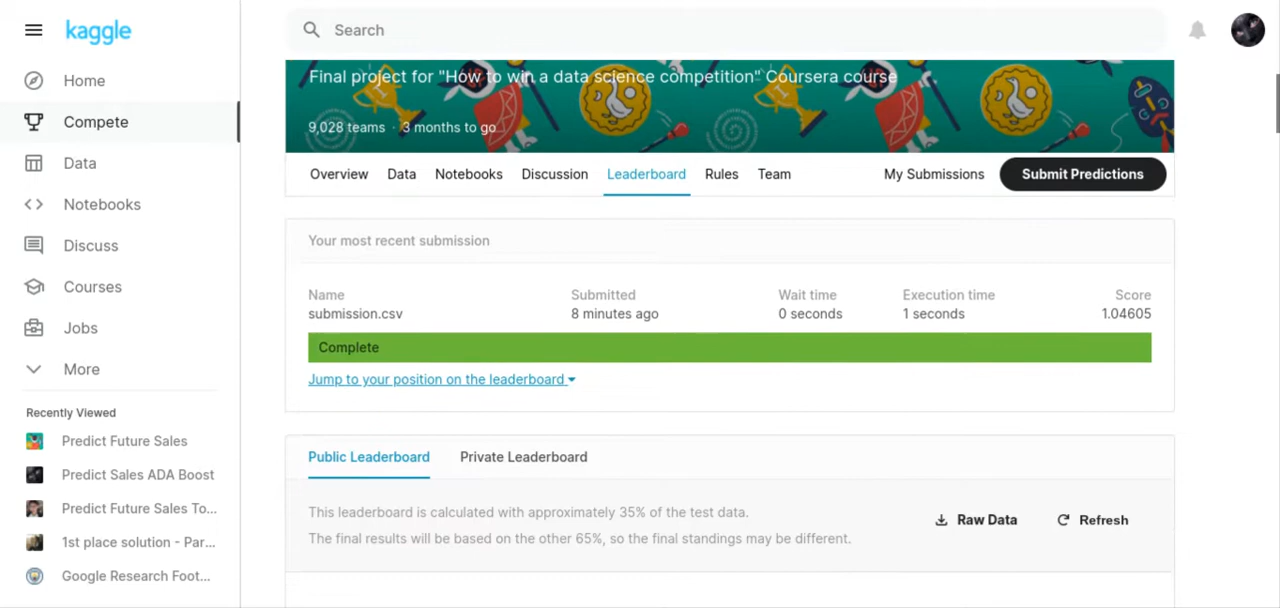 kaggle
Search
Home
Compete
Data
Notebooks
Discuss
Courses
Jobs
More
Recently Viewed
Predict Future Sales
Predict Sales ADA Boost
Predict Future Sales To...
1st place solution - Par...
Google Research Foot...
Final project for "How to win a data science competition" Coursera course
9,028 teams · 3 months to go
Overview Data Notebooks Discussion Leaderboard Rules Team My Submissions Submit Predictions
Your most recent submission
Name Submitted Wait time Execution time Score
submission.csv 8 minutes ago 0 seconds 1 seconds 1.04605
Complete
Jump to your position on the leaderboard
Public Leaderboard Private Leaderboard
This leaderboard is calculated with approximately 35% of the test data.
The final results will be based on the other 65%, so the final standings may be different.
Raw Data Refresh